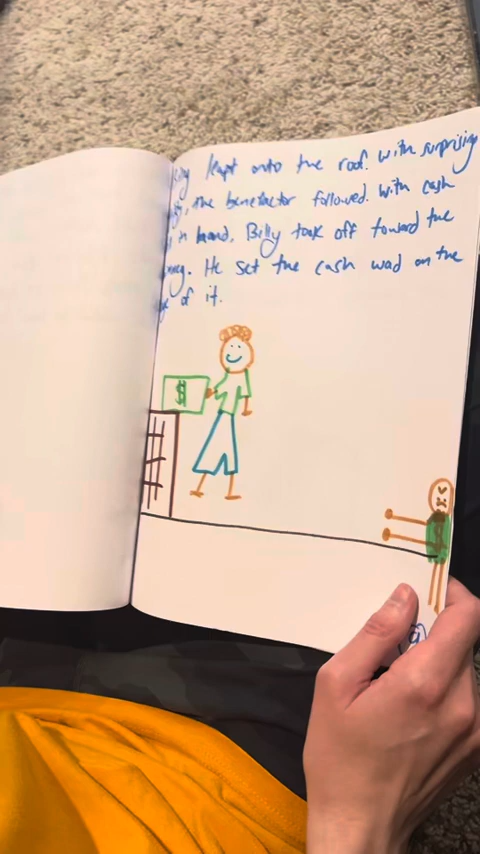 leapt onto the roof. With surprising
, the benefactor followed. With cash
in hand, Billy took off toward the
. He set the cash wad on the
of it.
$
9